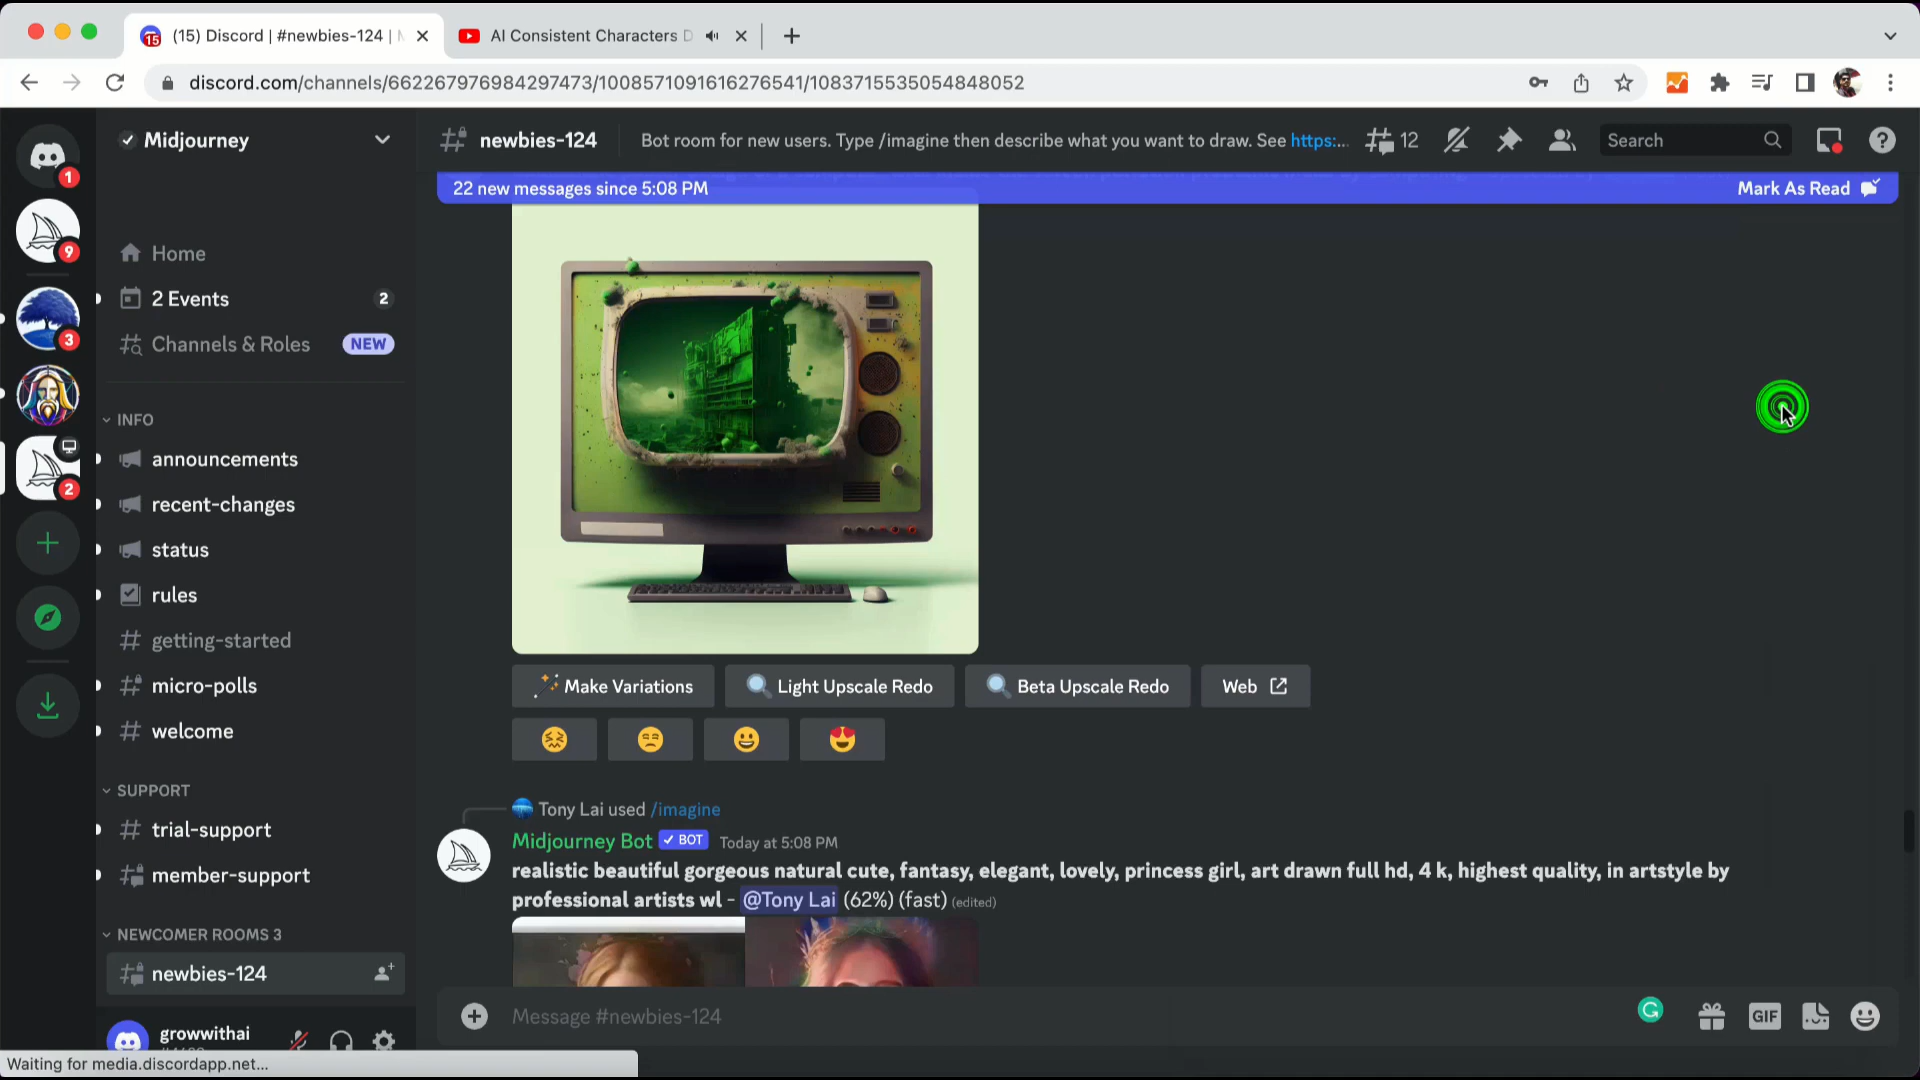 15
(15) Discord | #newbies-124 |
AI Consistent Characters
discord.com/channels/662267976984297473/1008571091616276541/1083715535054848052
Midjourney
newbies-124
Bot room for new users. Type /imagine then describe what you want to draw. See https:...
12
Search
22 new messages since 5:08 PM
Mark As Read
1
9
3
2
Home
2 Events
2
Channels & Roles
NEW
INFO
announcements
recent-changes
status
rules
getting-started
micro-polls
welcome
SUPPORT
trial-support
member-support
NEWCOMER ROOMS 3
newbies-124
growwithai
Make Variations
Light Upscale Redo
Beta Upscale Redo
Web
Tony Lai used /imagine
Midjourney Bot
BOT
Today at 5:08 PM
realistic beautiful gorgeous natural cute, fantasy, elegant, lovely, princess girl, art drawn full hd, 4 k, highest quality, in artstyle by
professional artists wl - @Tony Lai (62%) (fast) (edited)
Message #newbies-124
GIF
Waiting for media.discordapp.net...